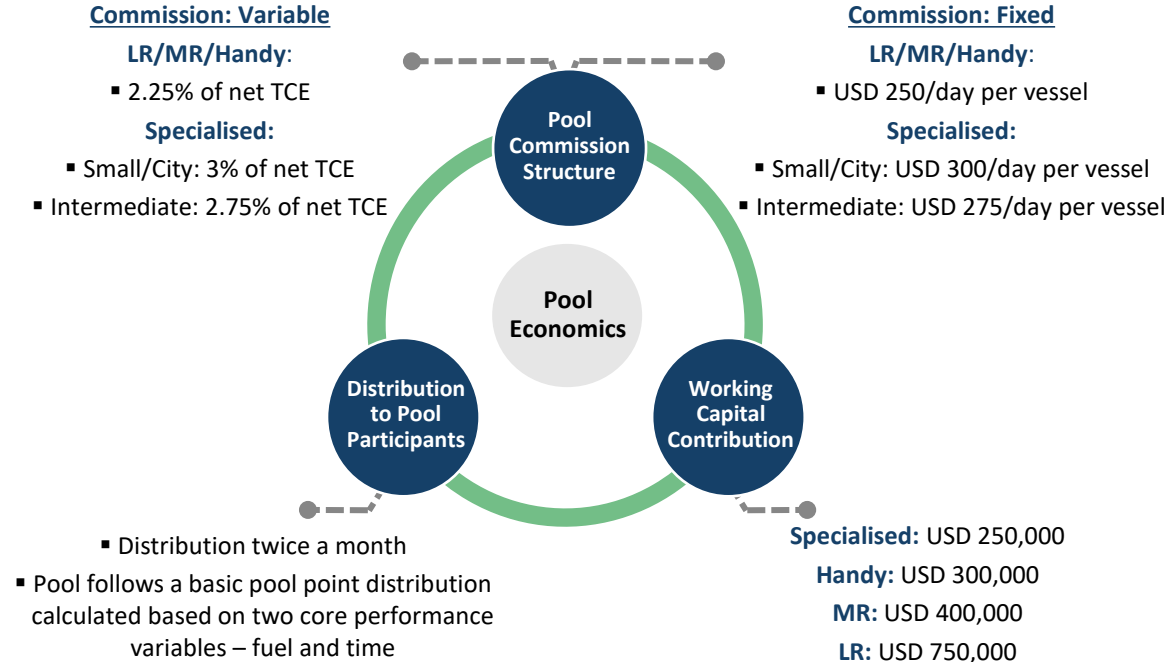 Commission: Variable
LR/MR/Handy:
▪ 2.25% of net TCE
Specialised:
▪ Small/City: 3% of net TCE
▪ Intermediate: 2.75% of net TCE
Commission: Fixed
LR/MR/Handy:
▪ USD 250/day per vessel
Specialised:
▪ Small/City: USD 300/day per vessel
▪ Intermediate: USD 275/day per vessel
Pool
Commission
Structure
Pool
Economics
Distribution
to Pool
Participants
Working
Capital
Contribution
▪ Distribution twice a month
▪ Pool follows a basic pool point distribution
calculated based on two core performance
variables – fuel and time
Specialised: USD 250,000
Handy: USD 300,000
MR: USD 400,000
LR: USD 750,000